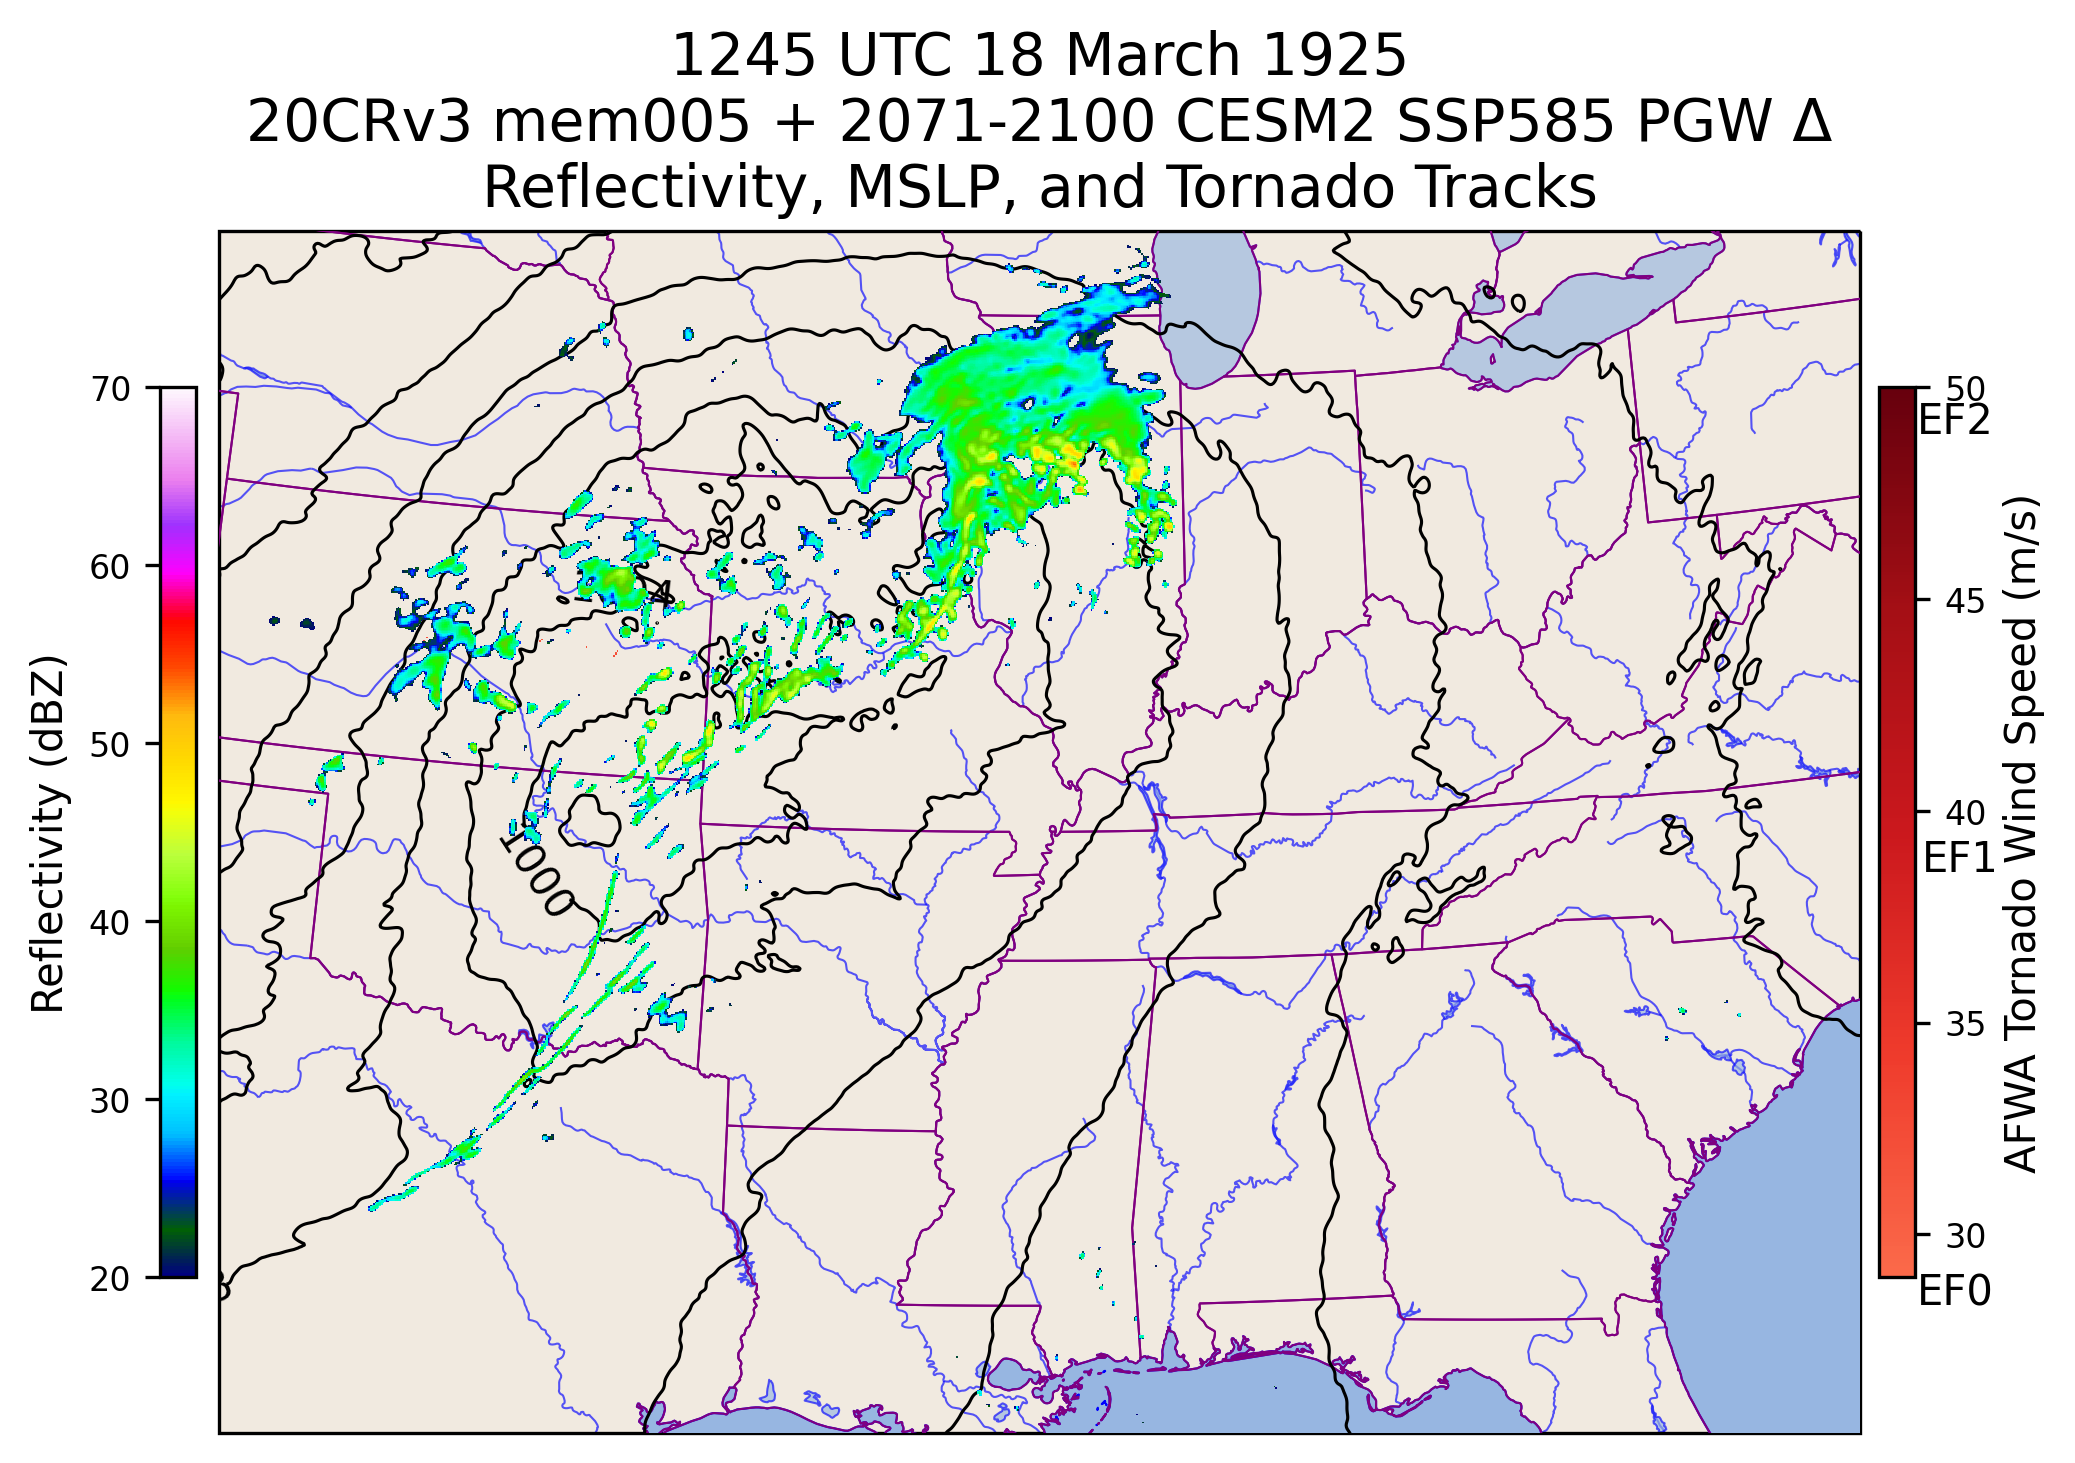 1245 UTC 18 March 1925
20CRv3 mem005 + 2071-2100 CESM2 SSP585 PGW Δ
Reflectivity, MSLP, and Tornado Tracks
70
60
50
40
30
20
Reflectivity (dBZ)
1000
50
EF2
45
40
EF1
35
30
EF0
AFWA Tornado Wind Speed (m/s)